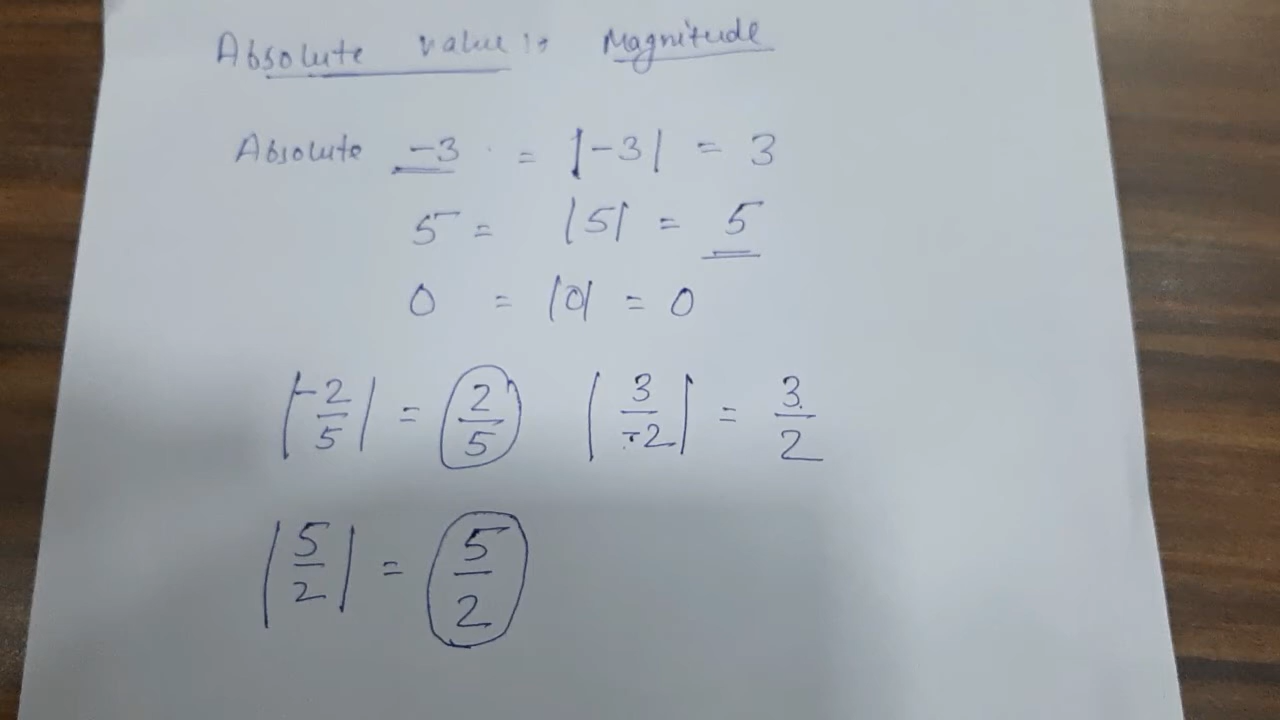 Absolute value :→ Magnitude
Absolute -3 = |-3| = 3
5 = |5| = 5
0 = |0| = 0
|-2/5| = 2/5 |3/-2| = 3/2
|5/2| = 5/2